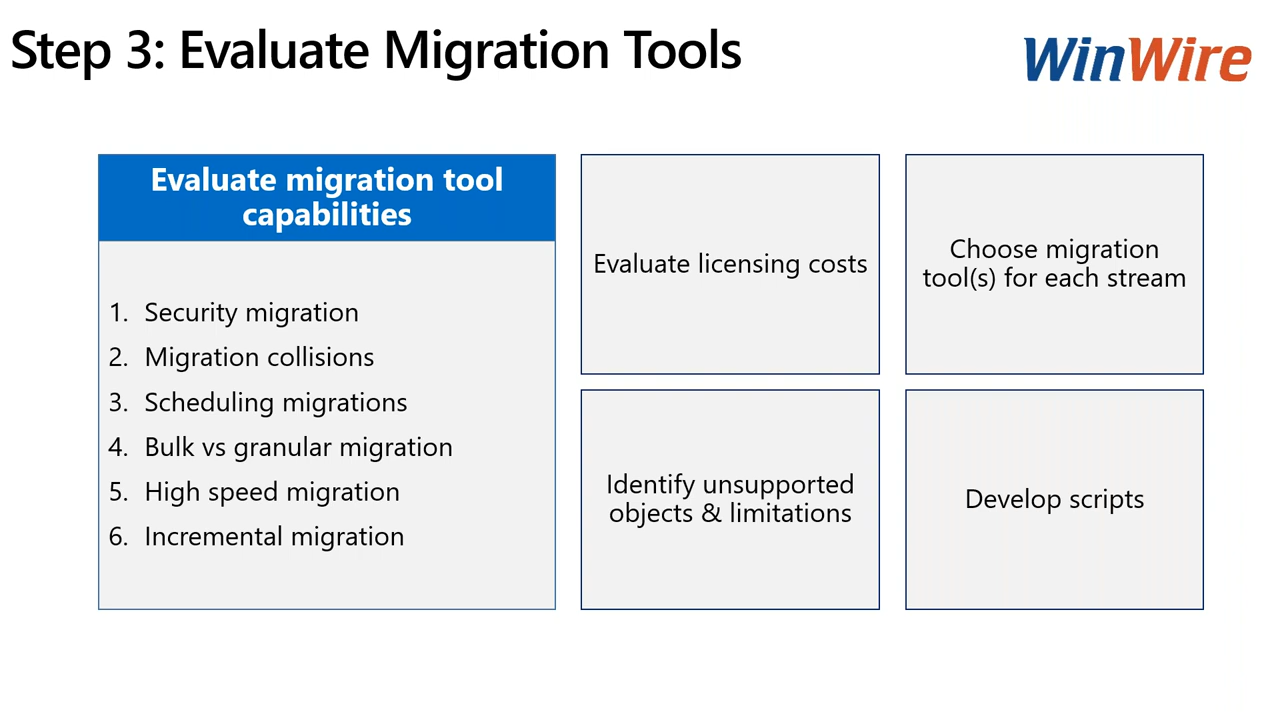 Step 3: Evaluate Migration Tools
WinWire
Evaluate migration tool
capabilities
1. Security migration
2. Migration collisions
3. Scheduling migrations
4. Bulk vs granular migration
5. High speed migration
6. Incremental migration
Evaluate licensing costs
Choose migration
tool(s) for each stream
Identify unsupported
objects & limitations
Develop scripts